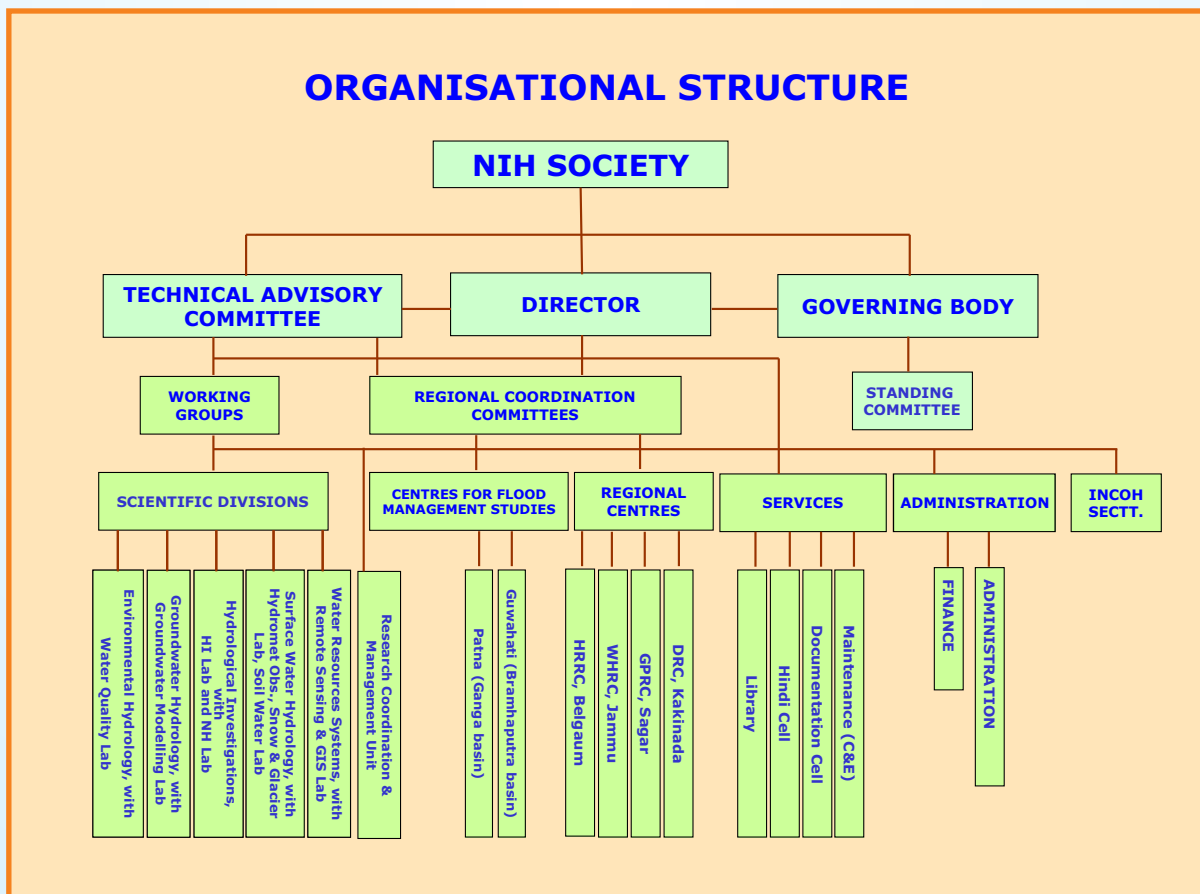 ORGANISATIONAL STRUCTURE
NIH SOCIETY
TECHNICAL ADVISORY
COMMITTEE
DIRECTOR
GOVERNING BODY
WORKING
GROUPS
REGIONAL COORDINATION
COMMITTEES
STANDING
COMMITTEE
SCIENTIFIC DIVISIONS
CENTRES FOR FLOOD
MANAGEMENT STUDIES
REGIONAL
CENTRES
SERVICES
ADMINISTRATION
INCOH
SECTT.
Environmental Hydrology, with
Water Quality Lab
Groundwater Hydrology, with
Groundwater Modelling Lab
Hydrological Investigations,
with
HI Lab and NH Lab
Surface Water Hydrology, with
Hydromet Obs., Snow & Glacier
Lab, Soil Water Lab
Water Resources Systems, with
Remote Sensing & GIS Lab
Research Coordination &
Management Unit
Patna (Ganga basin)
Guwahati (Bramhaputra basin)
HRRC, Belgaum
WHRC, Jammu
GPRC, Sagar
DRC, Kakinada
Library
Hindi Cell
Documentation Cell
Maintenance (C&E)
FINANCE
ADMINISTRATION